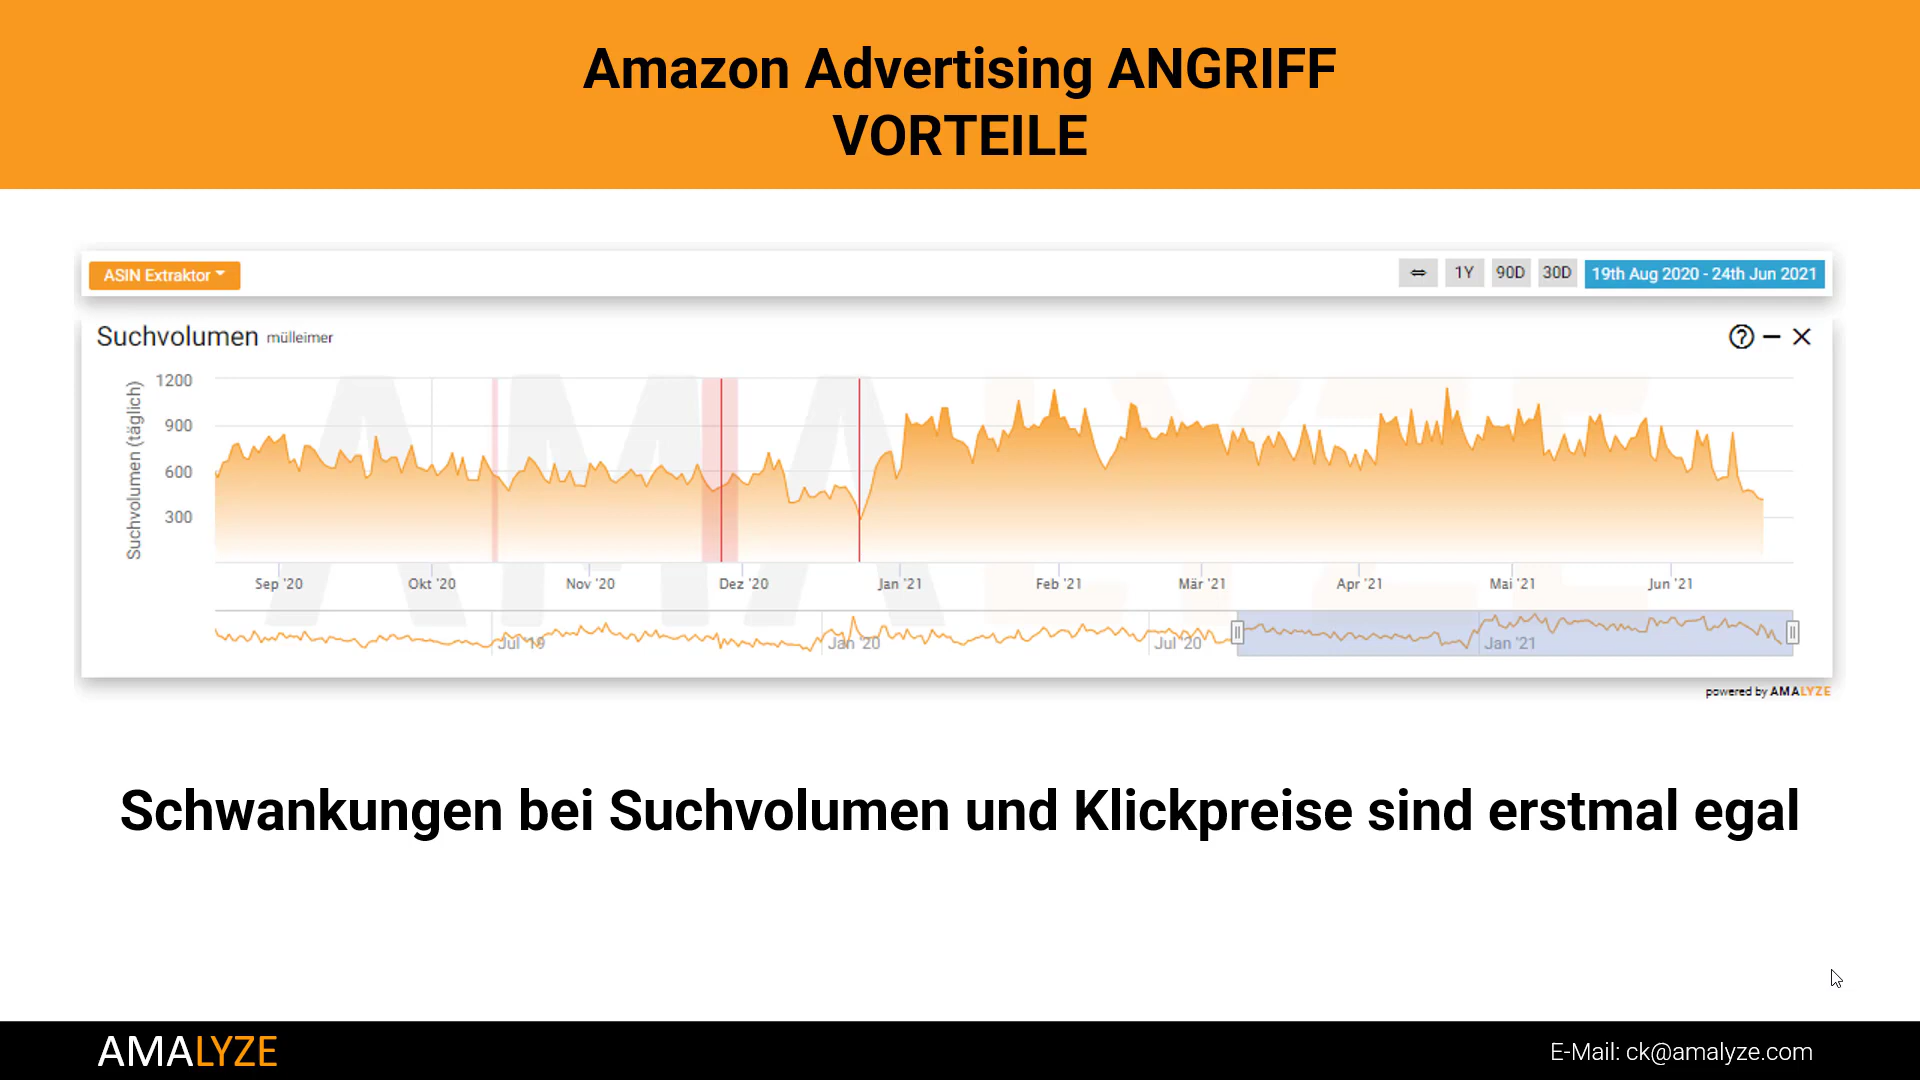 Amazon Advertising ANGRIFF
VORTEILE
ASIN Extraktor
1Y 90D 30D 19th Aug 2020 - 24th Jun 2021
Suchvolumen mülleimer
Suchvolumen (täglich)
1200
900
600
300
Sep '20 Okt '20 Nov '20 Dez '20 Jan '21 Feb '21 Mär '21 Apr '21 Mai '21 Jun '21
Jul '19 Jan '20 Jul '20 Jan '21
AMALYZE
powered by AMALYZE
Schwankungen bei Suchvolumen und Klickpreise sind erstmal egal
AMALYZE
E-Mail: ck@amalyze.com